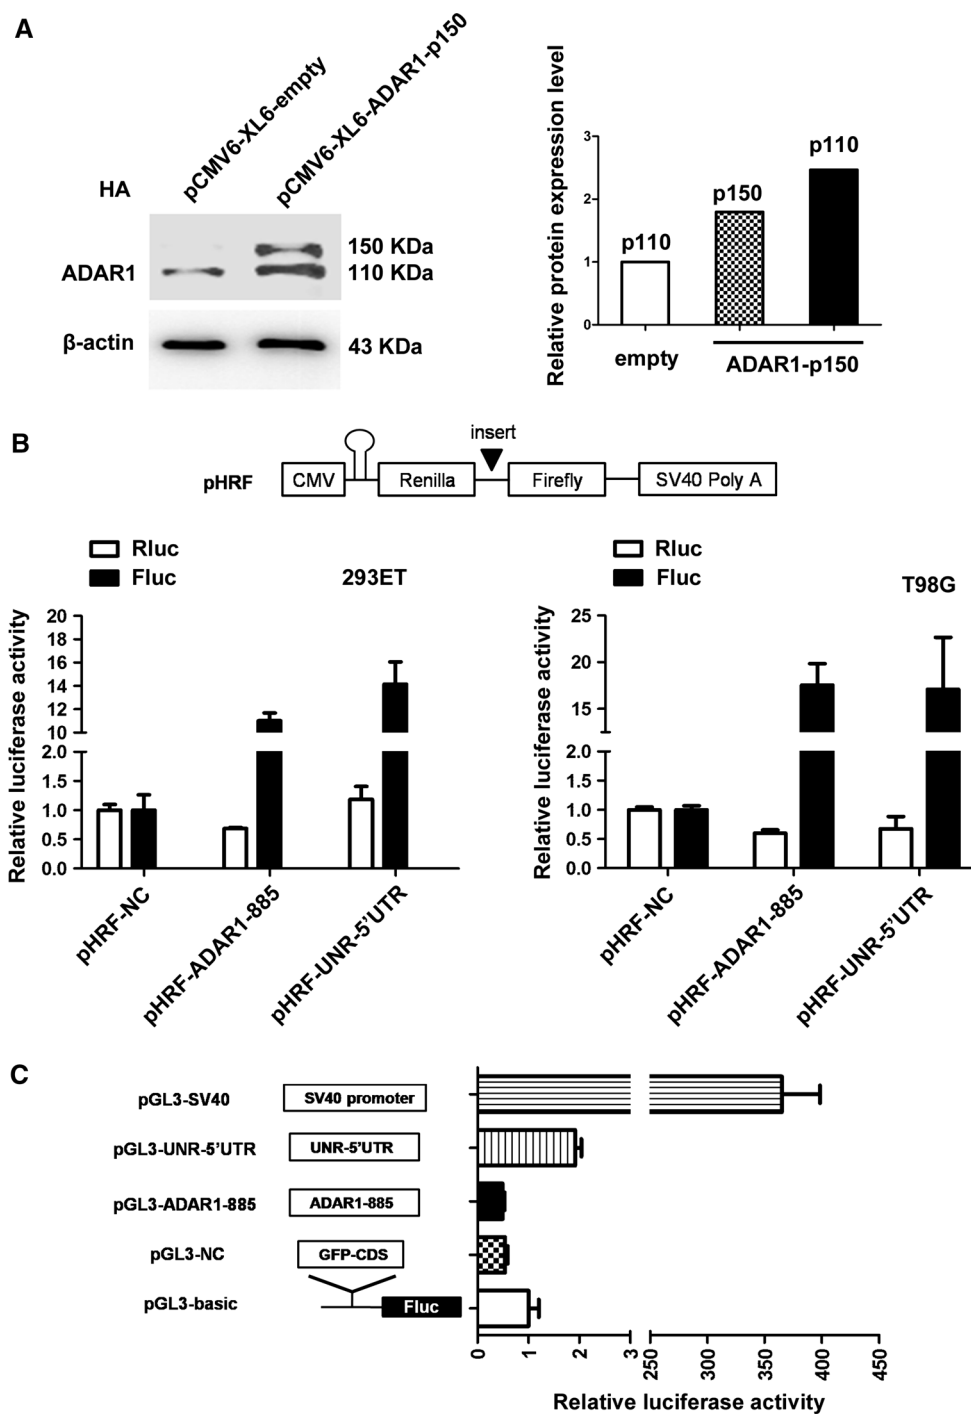 A
HA
pCMV6-XL6-empty
pCMV6-XL6-ADAR1-p150
ADAR1
150 KDa
110 KDa
β-actin
43 KDa
Relative protein expression level
3
2
1
0
p110
p150
p110
empty
ADAR1-p150
B
pHRF
CMV
Renilla
insert
Firefly
SV40 Poly A
Rluc
Fluc
293ET
Relative luciferase activity
20
18
16
14
12
10
2.0
1.5
1.0
0.5
0.0
pHRF-NC
pHRF-ADAR1-885
pHRF-UNR-5'UTR
Rluc
Fluc
T98G
Relative luciferase activity
25
20
15
2.0
1.5
1.0
0.5
0.0
pHRF-NC
pHRF-ADAR1-885
pHRF-UNR-5'UTR
C
pGL3-SV40 SV40 promoter
pGL3-UNR-5'UTR UNR-5'UTR
pGL3-ADAR1-885 ADAR1-885
pGL3-NC GFP-CDS
pGL3-basic Fluc
0 1 2 3 250 300 350 400 450
Relative luciferase activity